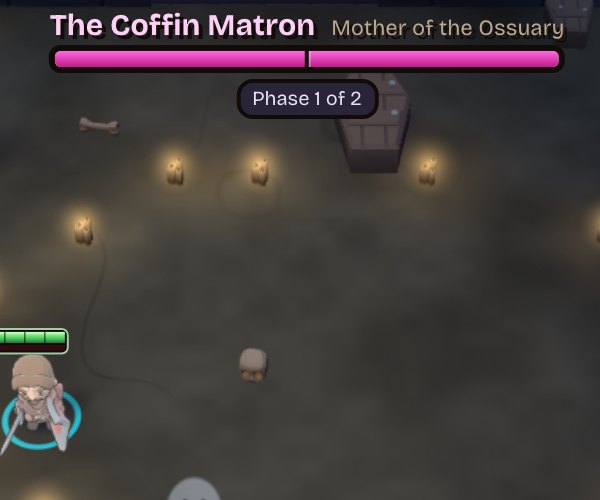 The Coffin Matron Mother of the Ossuary
Phase 1 of 2